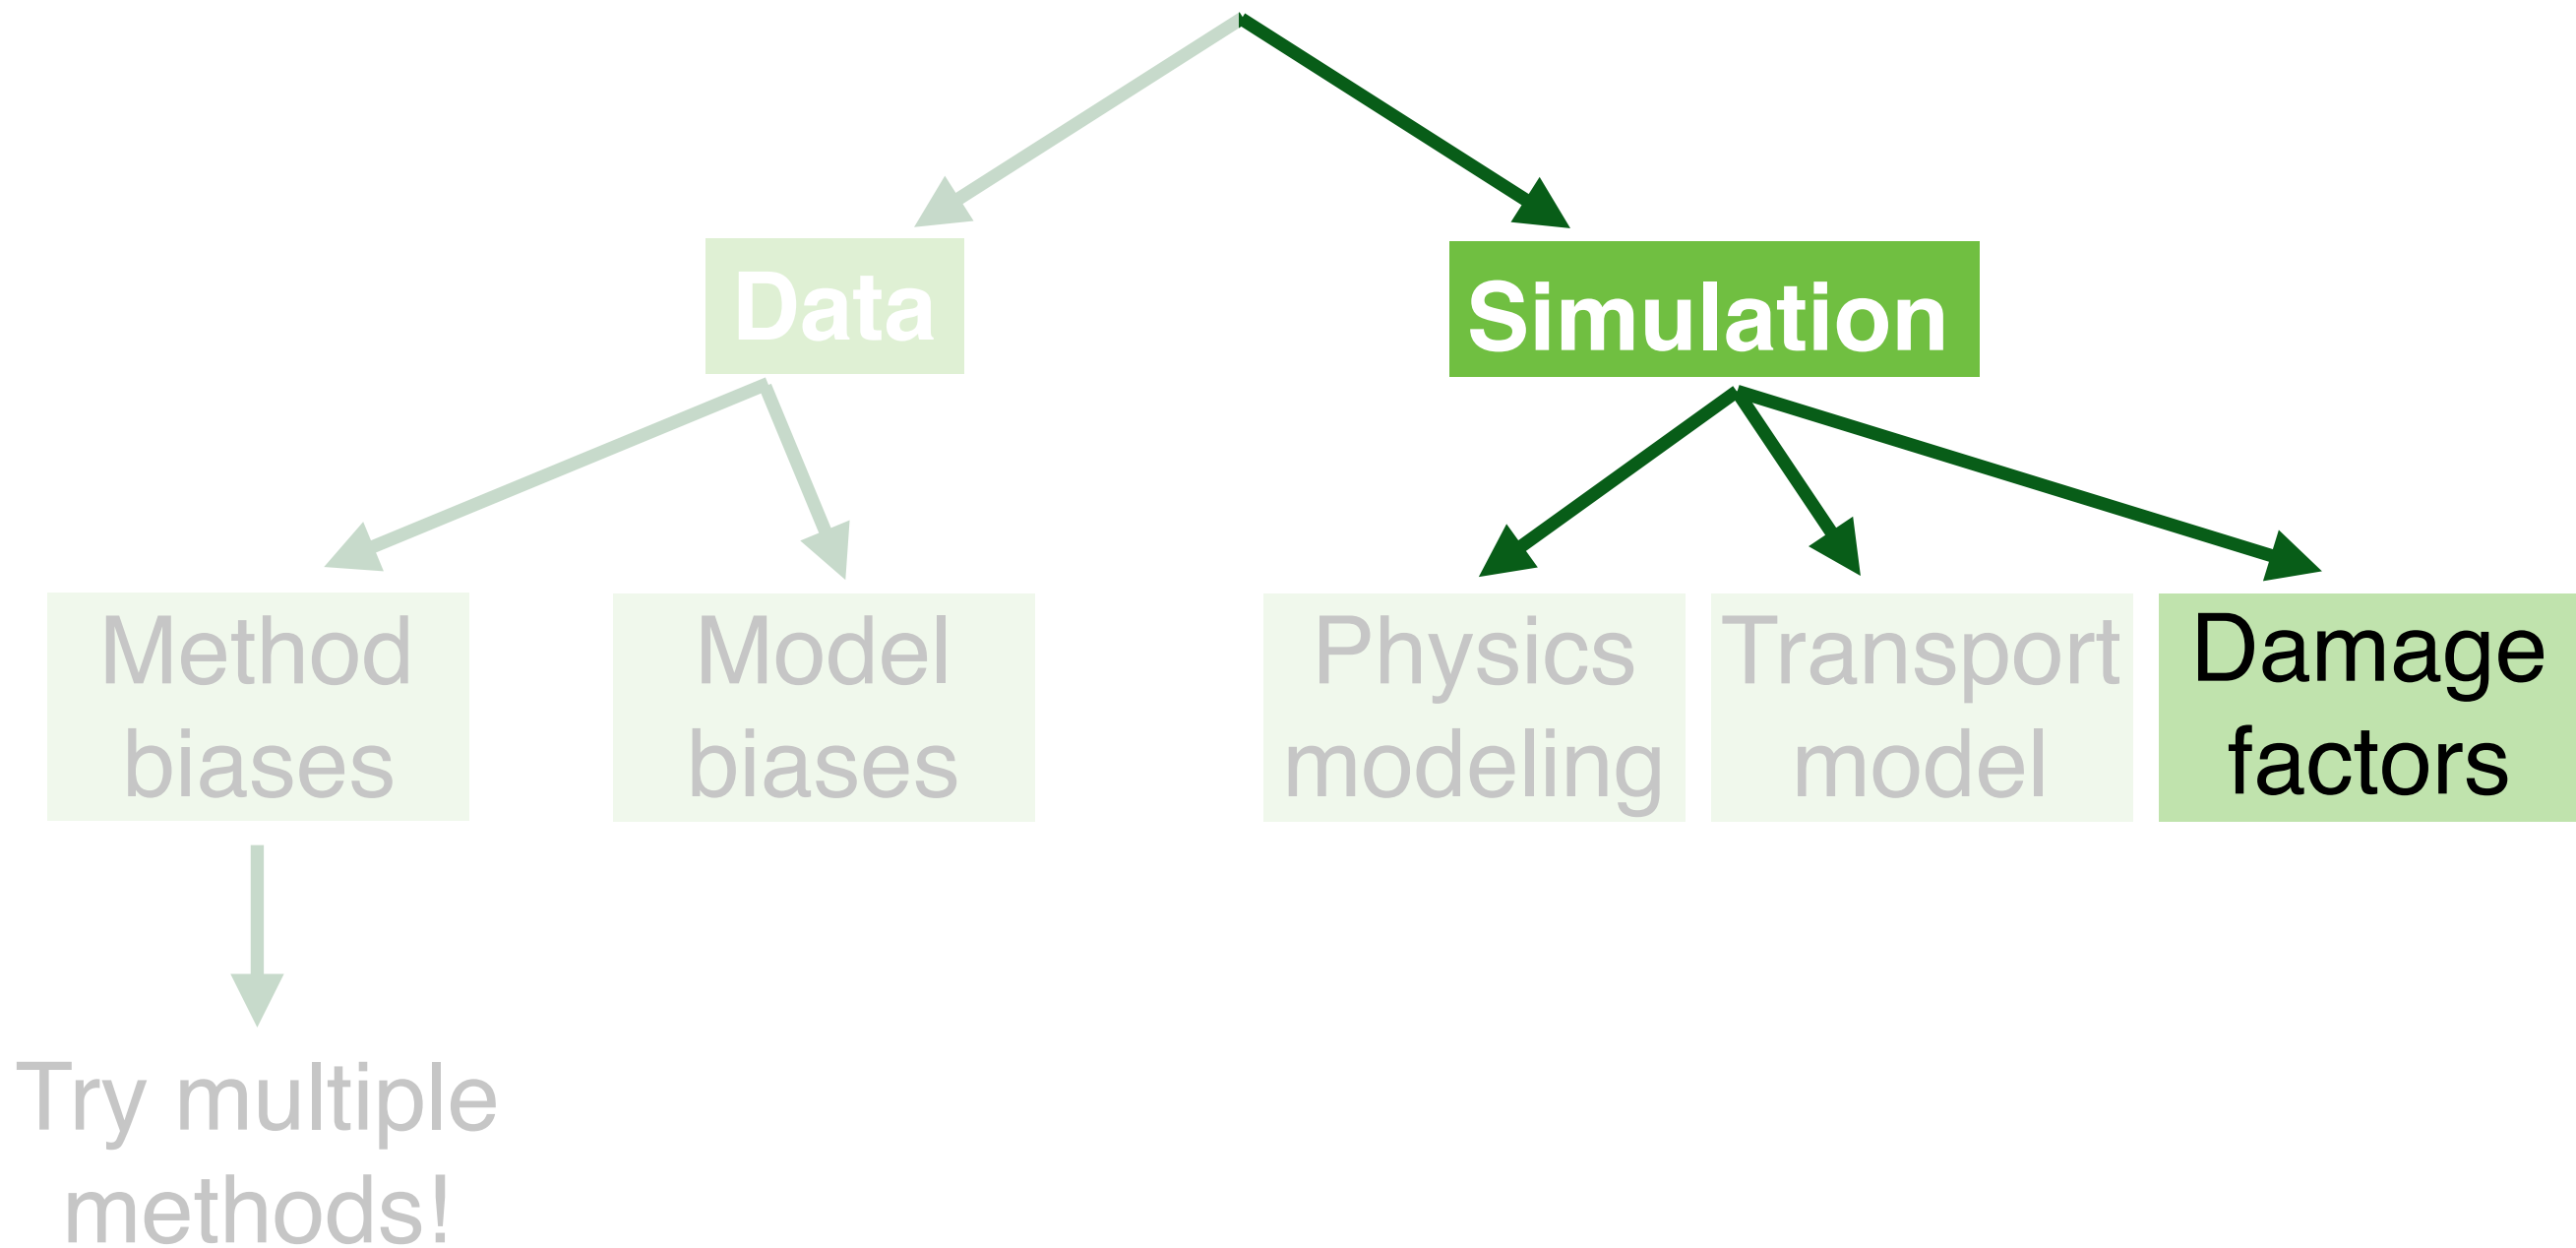 Data
Simulation
Method
biases
Model
biases
Physics
modeling
Transport
model
Damage
factors
Try multiple
methods!